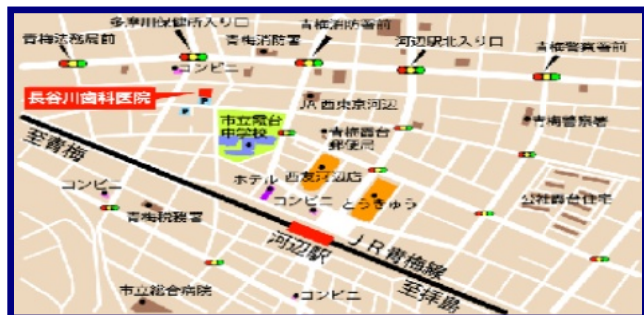 多摩川保健所入り口
青梅消防署前
青梅法務局前
青梅消防署
河辺駅北入り口
青梅警察署前
コンビニ
長谷川歯科医院
P
P
JA西東京河辺
市立霞台
中学校
青梅霞台
郵便局
青梅警察署
至青梅
ホテル
西友河辺店
コンビニ
コンビニ
とうきゅう
公社霞台住宅
青梅税務署
河辺駅
JR青梅線
至拝島
市立総合病院
コンビニ